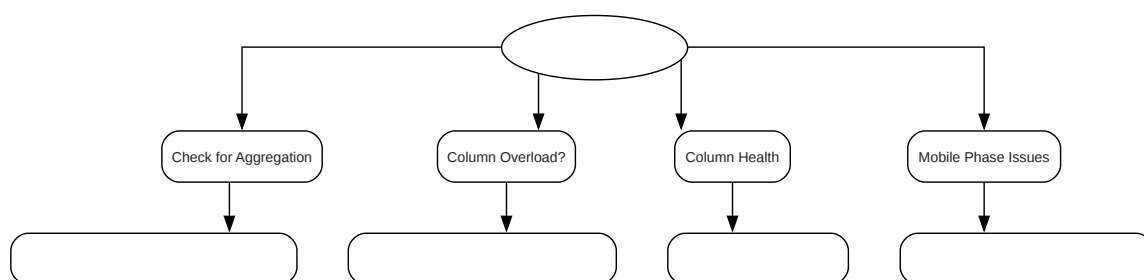 Check for Aggregation
Column Overload?
Column Health
Mobile Phase Issues